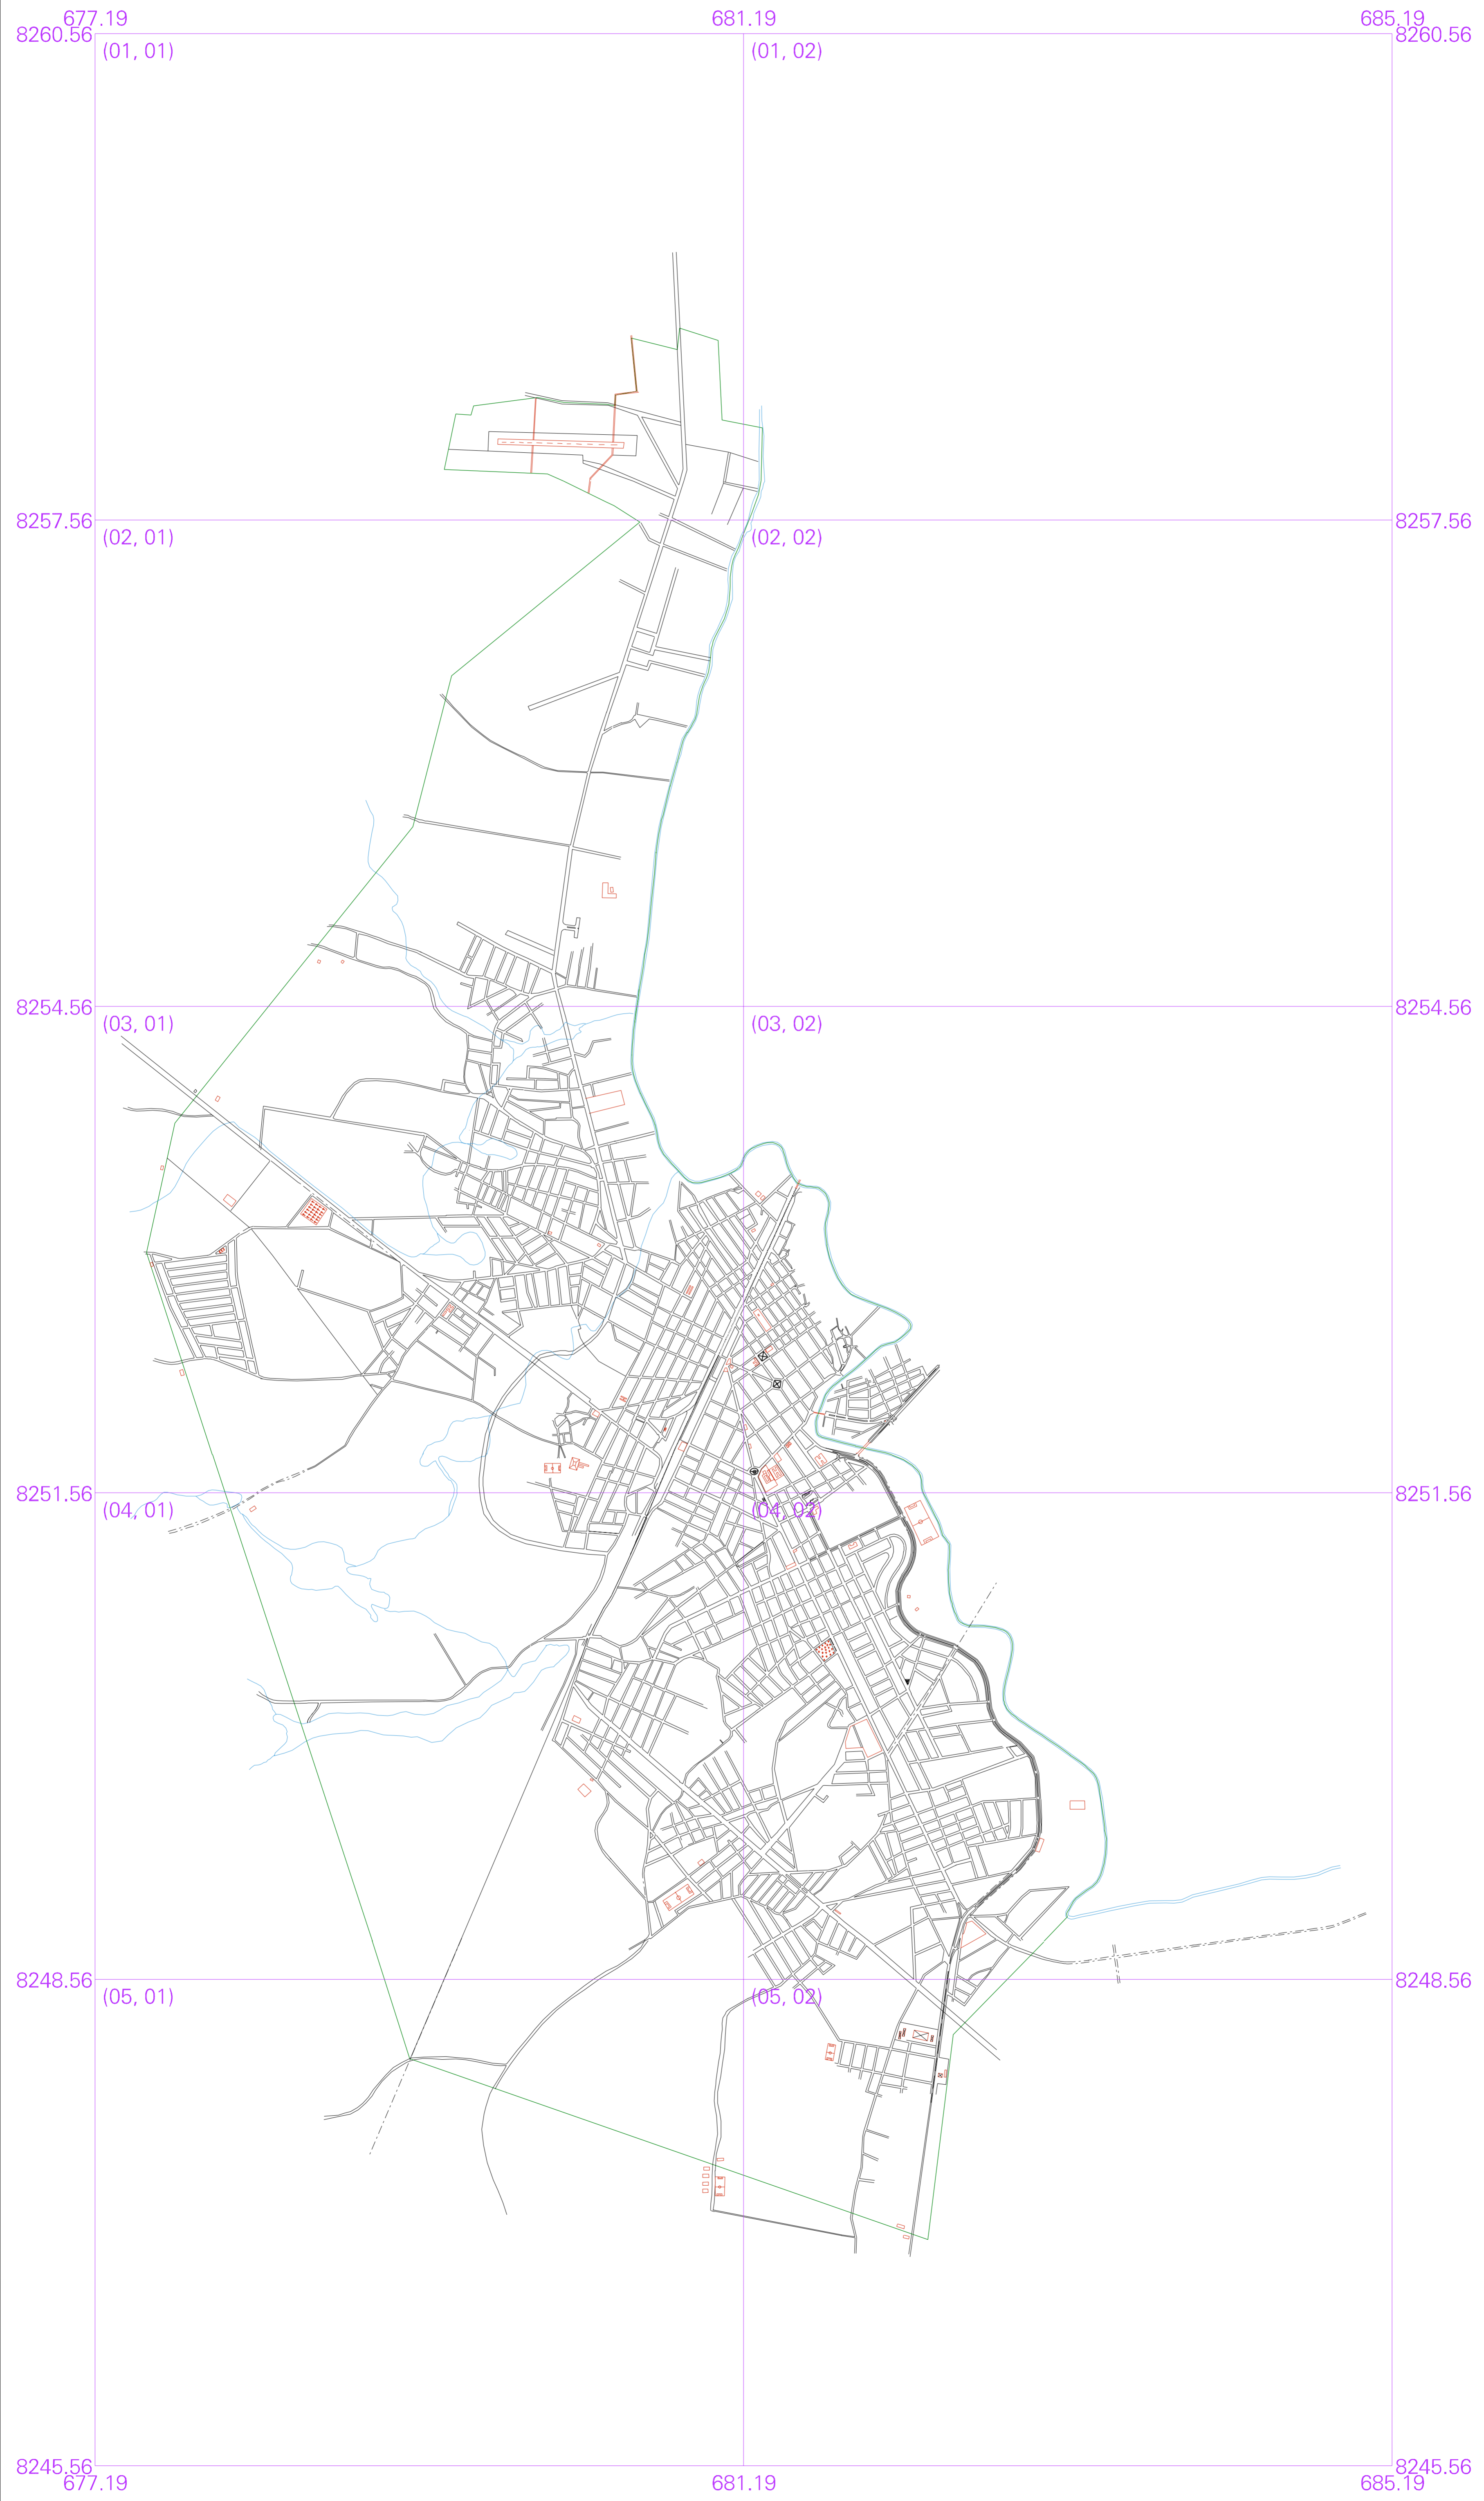 677.19 681.19 685.19
8260.56 8260.56
(01, 01) (01, 02)
8257.56 8257.56
(02, 01) (02, 02)
8254.56 8254.56
(03, 01) (03, 02)
8251.56 8251.56
(04, 01) (04, 02)
8248.56 8248.56
(05, 01) (05, 02)
8245.56 8245.56
677.19 681.19 685.19